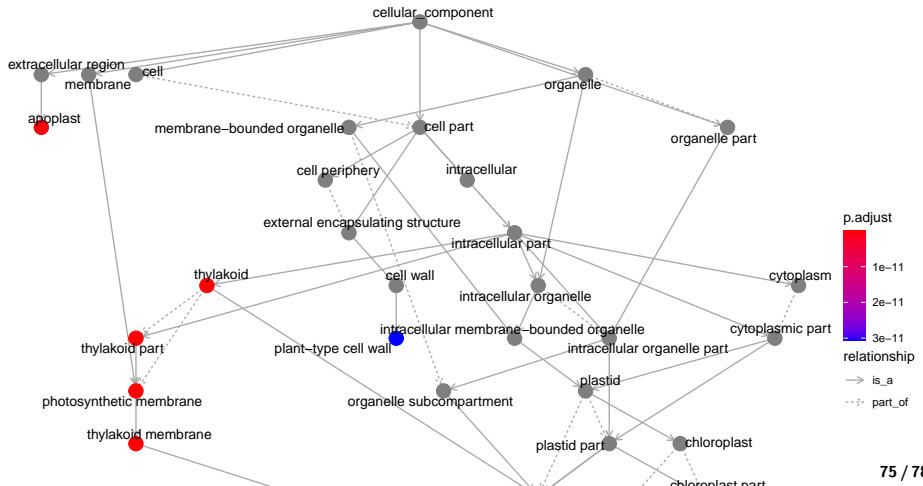 cellular_component
extracellular region
membrane
cell
organelle
apoplast
membrane−bounded organelle
cell part
organelle part
cell periphery
intracellular
external encapsulating structure
intracellular part
thylakoid
cell wall
intracellular organelle
cytoplasm
thylakoid part
plant−type cell wall
intracellular membrane−bounded organelle
intracellular organelle part
cytoplasmic part
photosynthetic membrane
organelle subcompartment
plastid
thylakoid membrane
plastid part
chloroplast
chloroplast part
p.adjust
1e−11
2e−11
3e−11
relationship
is_a
part_of
75 / 78